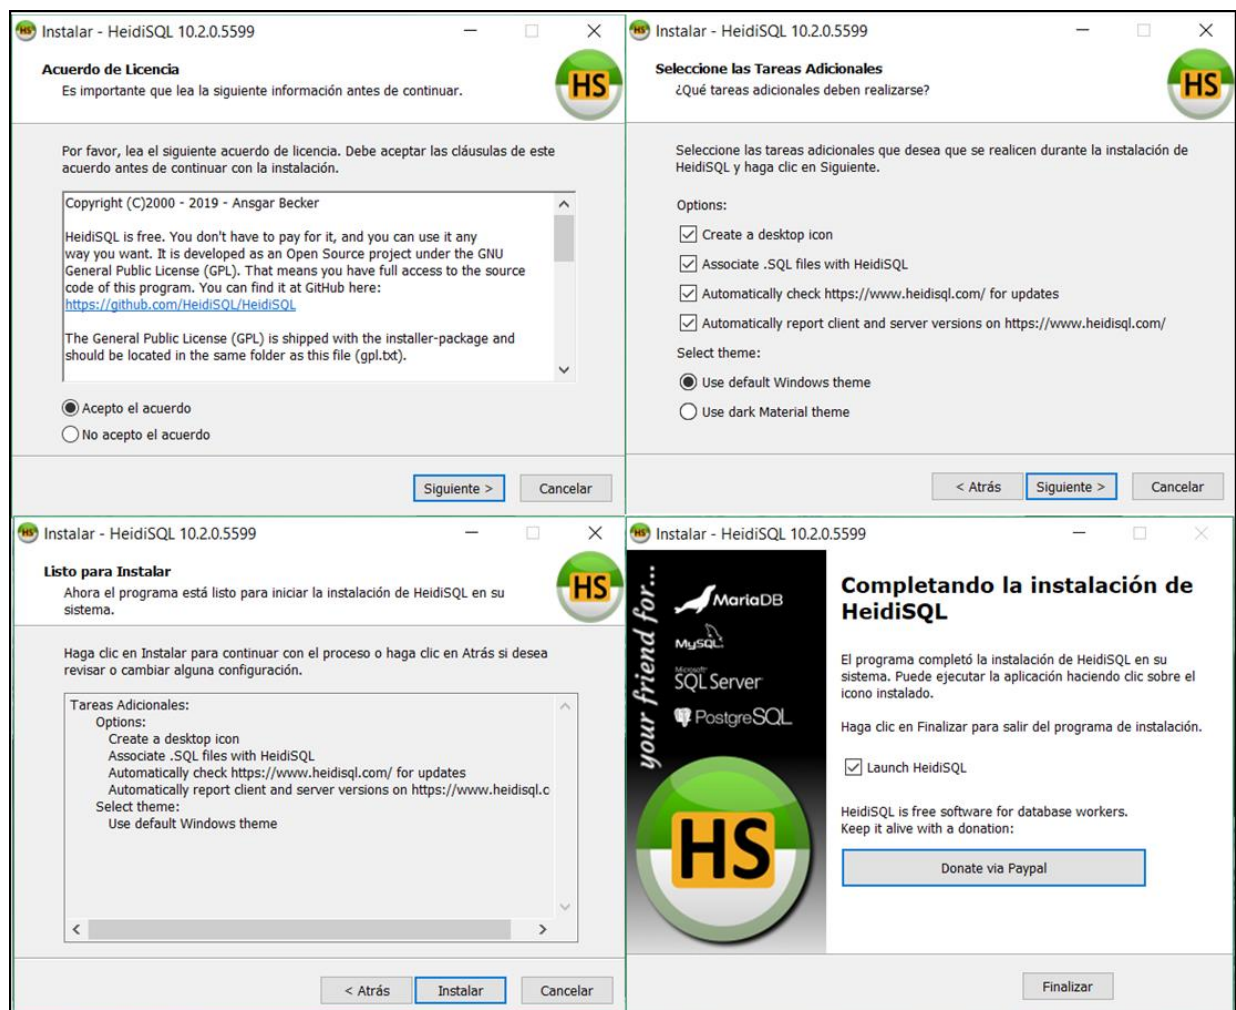 HS Instalar - HeidiSQL 10.2.0.5599
Acuerdo de Licencia
Es importante que lea la siguiente información antes de continuar.
HS
Por favor, lea el siguiente acuerdo de licencia. Debe aceptar las cláusulas de este
acuerdo antes de continuar con la instalación.
Copyright (C)2000 - 2019 - Ansgar Becker
HeidiSQL is free. You don't have to pay for it, and you can use it any
way you want. It is developed as an Open Source project under the GNU
General Public License (GPL). That means you have full access to the source
code of this program. You can find it at GitHub here:
https://github.com/HeidiSQL/HeidiSQL
The General Public License (GPL) is shipped with the installer-package and
should be located in the same folder as this file (gpl.txt).
Acepto el acuerdo
No acepto el acuerdo
Siguiente > Cancelar
HS Instalar - HeidiSQL 10.2.0.5599
Seleccione las Tareas Adicionales
¿Qué tareas adicionales deben realizarse?
HS
Seleccione las tareas adicionales que desea que se realicen durante la instalación de
HeidiSQL y haga clic en Siguiente.
Options:
Create a desktop icon
Associate .SQL files with HeidiSQL
Automatically check https://www.heidisql.com/ for updates
Automatically report client and server versions on https://www.heidisql.com/
Select theme:
Use default Windows theme
Use dark Material theme
< Atrás Siguiente > Cancelar
HS Instalar - HeidiSQL 10.2.0.5599
Listo para Instalar
Ahora el programa está listo para iniciar la instalación de HeidiSQL en su
sistema.
HS
Haga clic en Instalar para continuar con el proceso o haga clic en Atrás si desea
revisar o cambiar alguna configuración.
Tareas Adicionales:
Options:
Create a desktop icon
Associate .SQL files with HeidiSQL
Automatically check https://www.heidisql.com/ for updates
Automatically report client and server versions on https://www.heidisql.c
Select theme:
Use default Windows theme
< Atrás Instalar Cancelar
HS Instalar - HeidiSQL 10.2.0.5599
your friend for...
MariaDB
MySQL
Microsoft
SQL Server
PostgreSQL
HS
Completando la instalación de
HeidiSQL
El programa completó la instalación de HeidiSQL en su
sistema. Puede ejecutar la aplicación haciendo clic sobre el
icono instalado.
Haga clic en Finalizar para salir del programa de instalación.
Launch HeidiSQL
HeidiSQL is free software for database workers.
Keep it alive with a donation:
Donate via Paypal
Finalizar